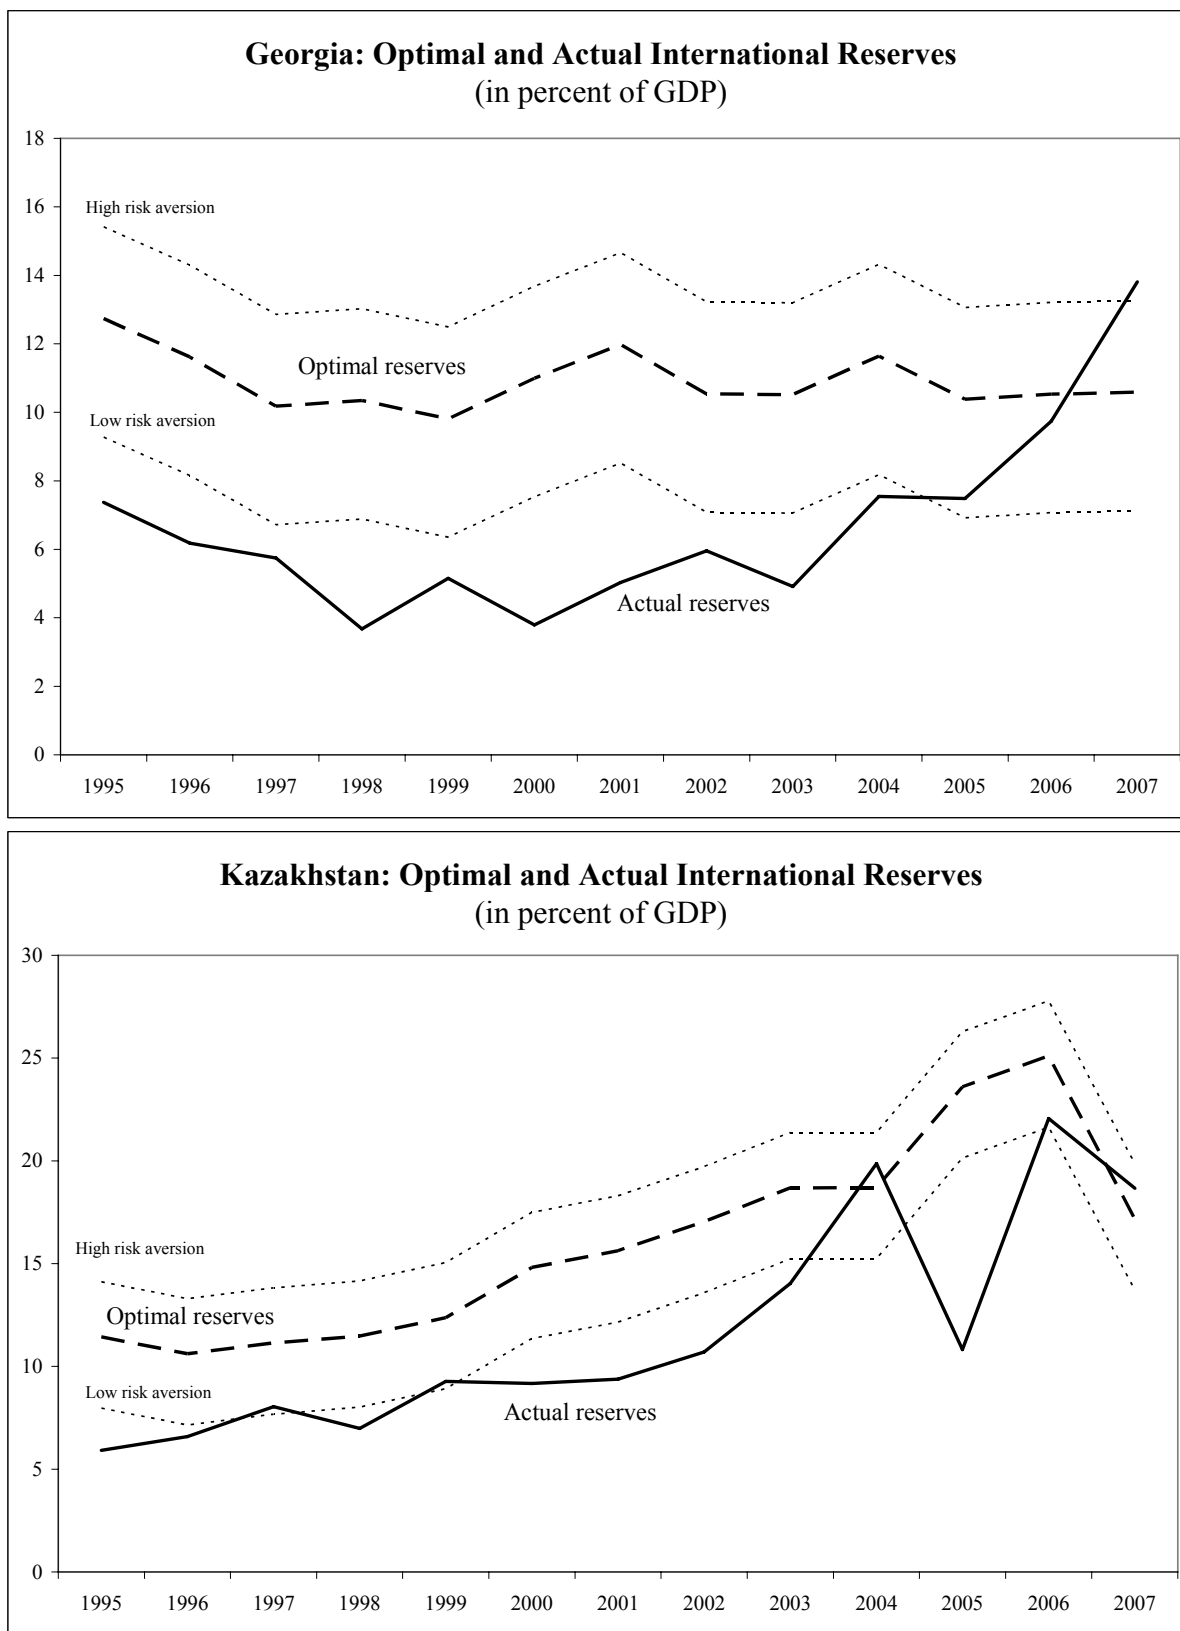 Georgia: Optimal and Actual International Reserves
(in percent of GDP)
18
16
14
12
10
8
6
4
2
0
High risk aversion
Optimal reserves
Low risk aversion
Actual reserves
1995 1996 1997 1998 1999 2000 2001 2002 2003 2004 2005 2006 2007
Kazakhstan: Optimal and Actual International Reserves
(in percent of GDP)
30
25
20
15
10
5
0
High risk aversion
Optimal reserves
Low risk aversion
Actual reserves
1995 1996 1997 1998 1999 2000 2001 2002 2003 2004 2005 2006 2007